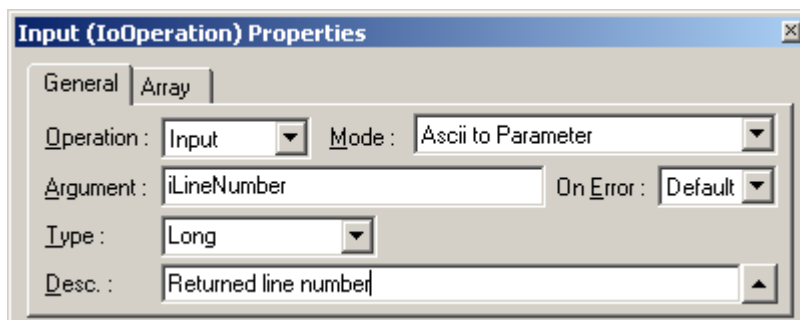 Input (IoOperation) Properties
General Array
Operation : Input Mode : Ascii to Parameter
Argument : iLineNumber On Error : Default
Type : Long
Desc. : Returned line number